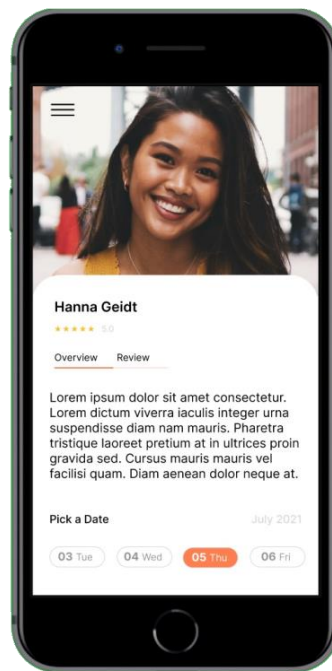 Hanna Geidt
5.0
Overview Review
Lorem ipsum dolor sit amet consectetur.
Lorem dictum viverra iaculis integer urna
suspendisse diam nam mauris. Pharetra
tristique laoreet pretium at in ultrices proin
gravida sed. Cursus mauris mauris vel
facilisi quam. Diam aenean dolor neque at.
Pick a Date July 2021
03 Tue 04 Wed 05 Thu 06 Fri